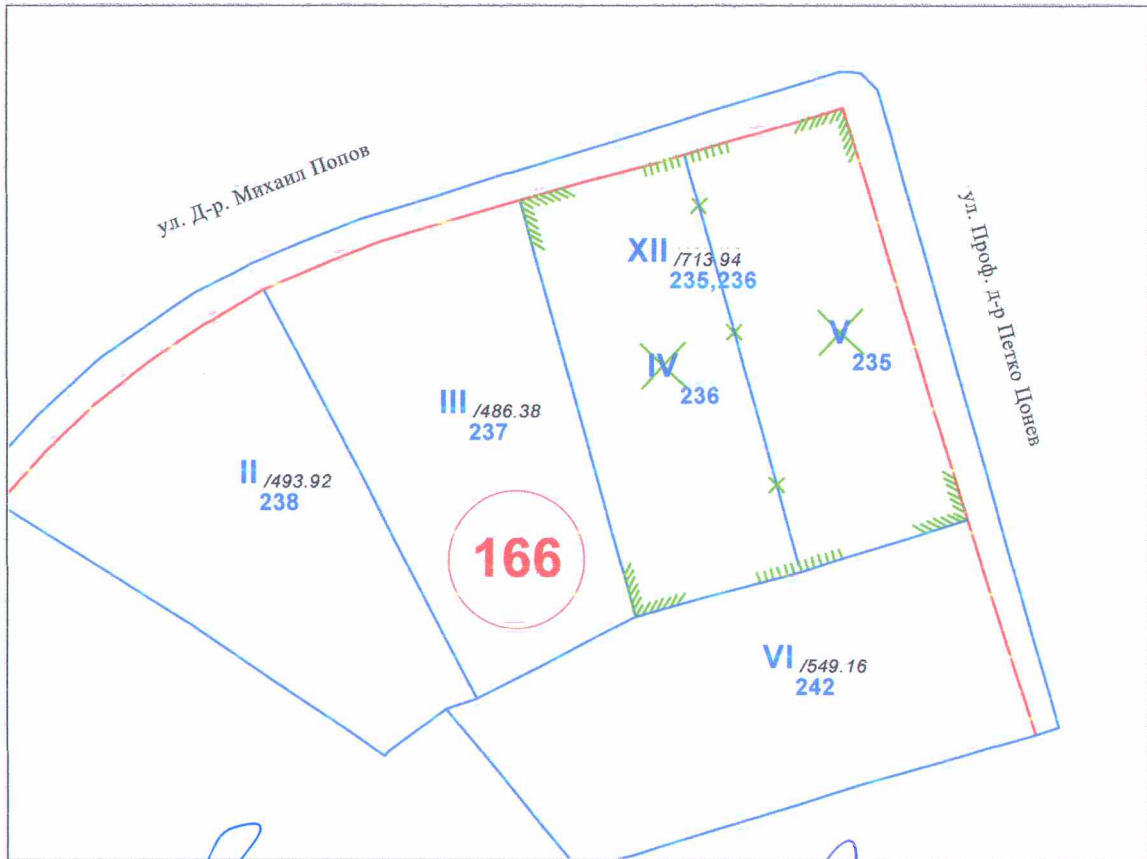 ул. Д-р. Михаил Попов
ул. Проф. д-р Петко Цонев
XII /713.94
235,236
V
235
IV
236
III /486.38
237
II /493.92
238
166
VI /549.16
242